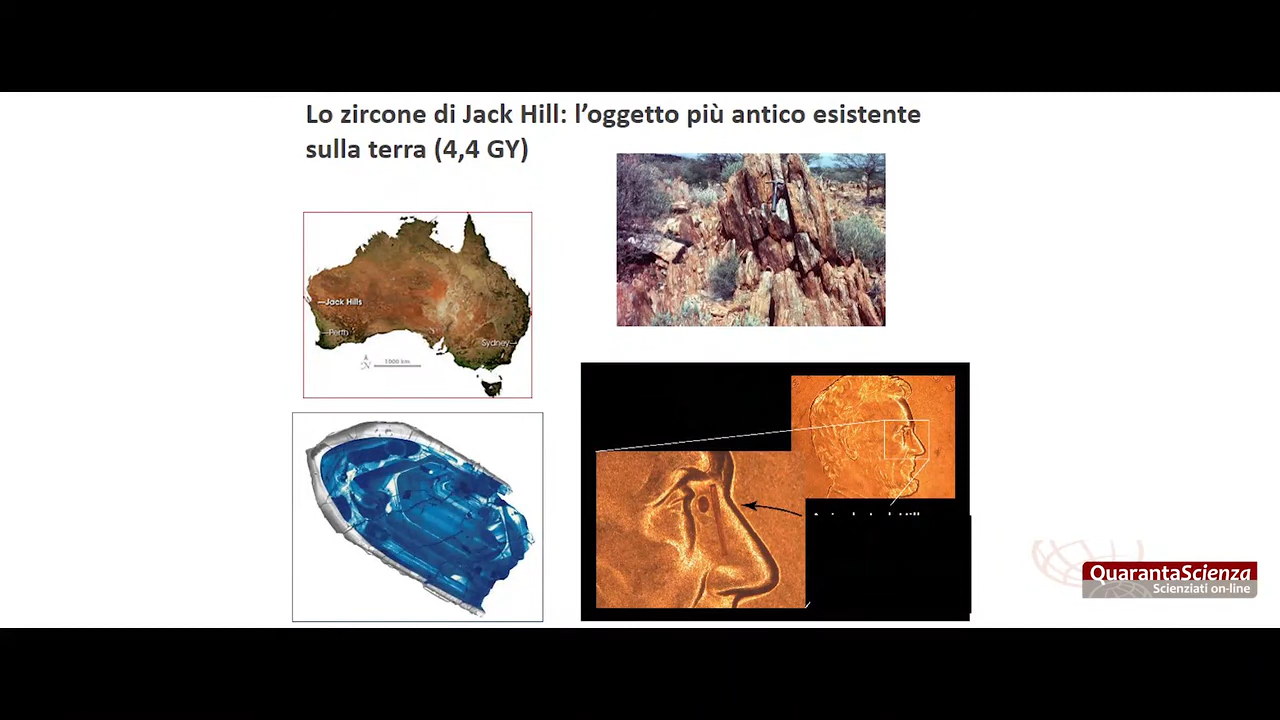 Lo zircone di Jack Hill: l'oggetto più antico esistente
sulla terra (4,4 GY)
Jack Hills
Perth
Sydney
N
1000 km
QuarantaScienza
Scienziati on-line